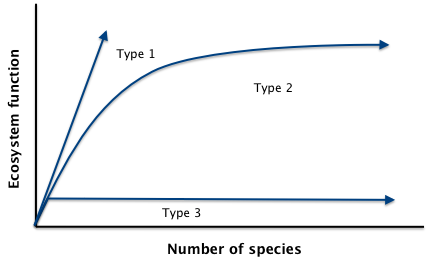 Ecosystem function
Type 1
Type 2
Type 3
Number of species